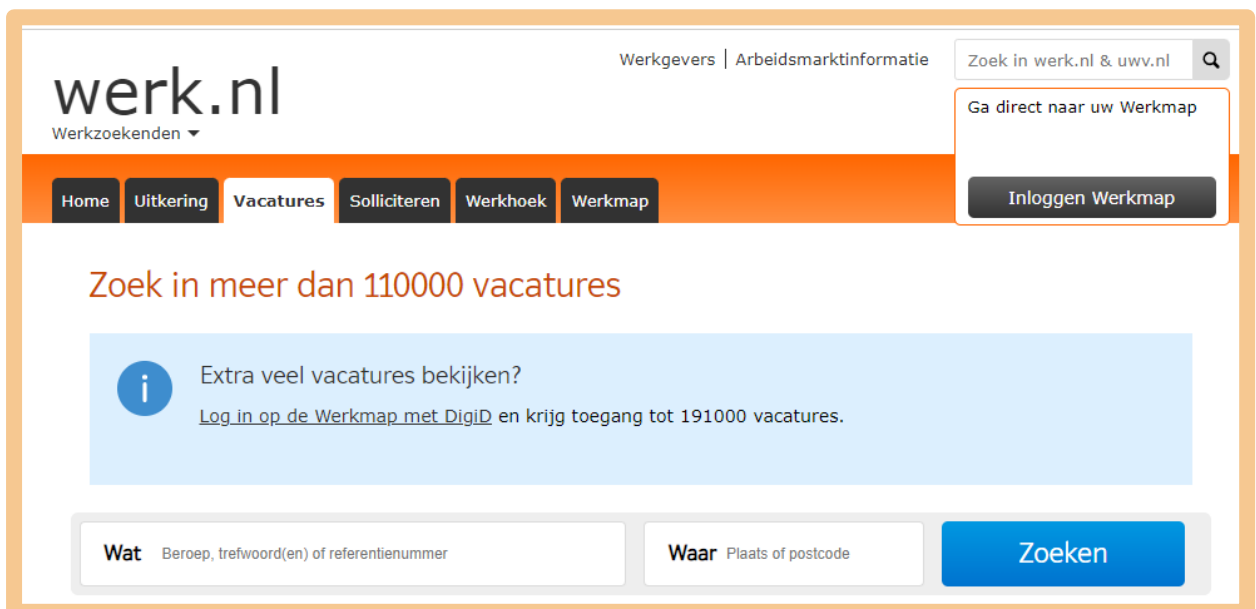 Werkgevers | Arbeidsmarktinformatie
Zoek in werk.nl & uwv.nl
werk.nl
Werkzoekenden
Ga direct naar uw Werkmap
Inloggen Werkmap
Home Uitkering Vacatures Solliciteren Werkhoek Werkmap
Zoek in meer dan 110000 vacatures
i
Extra veel vacatures bekijken?
Log in op de Werkmap met DigiD en krijg toegang tot 191000 vacatures.
Wat Beroep, trefwoord(en) of referentienummer Waar Plaats of postcode Zoeken